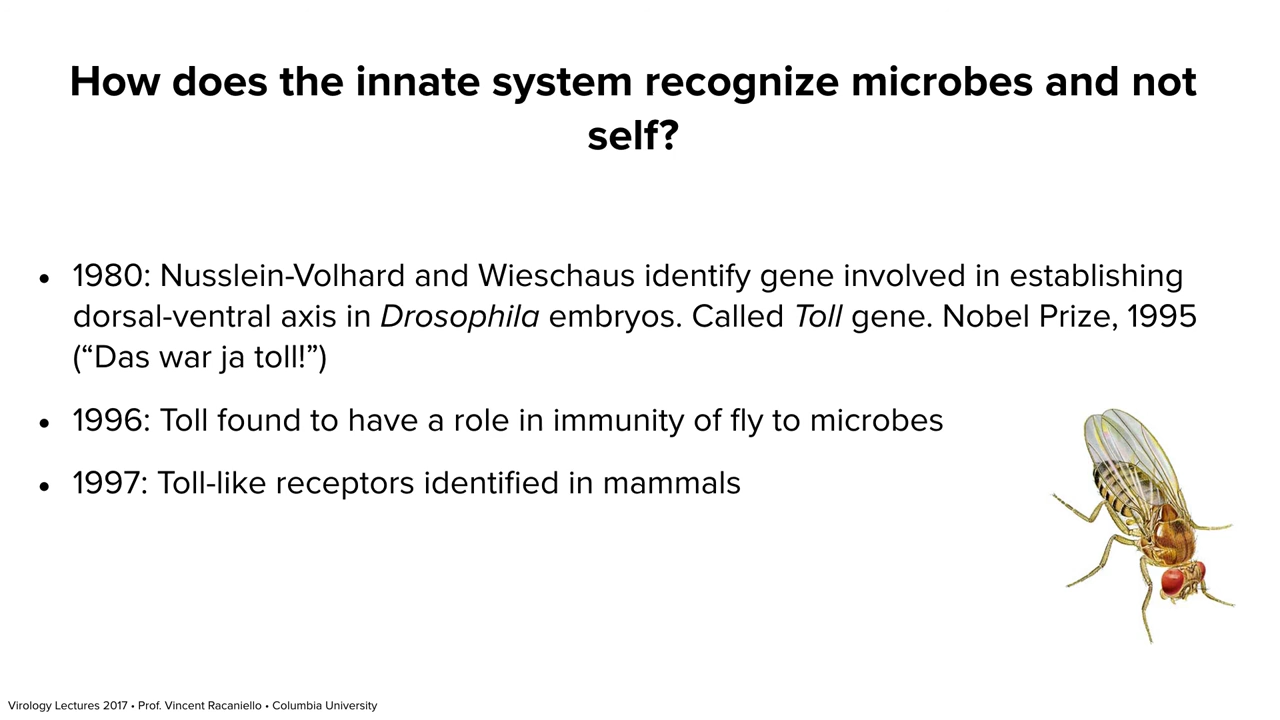 How does the innate system recognize microbes and not
self?
• 1980: Nusslein-Volhard and Wieschaus identify gene involved in establishing
dorsal-ventral axis in Drosophila embryos. Called Toll gene. Nobel Prize, 1995
(“Das war ja toll!”)
• 1996: Toll found to have a role in immunity of fly to microbes
• 1997: Toll-like receptors identified in mammals
Virology Lectures 2017 • Prof. Vincent Racaniello • Columbia University